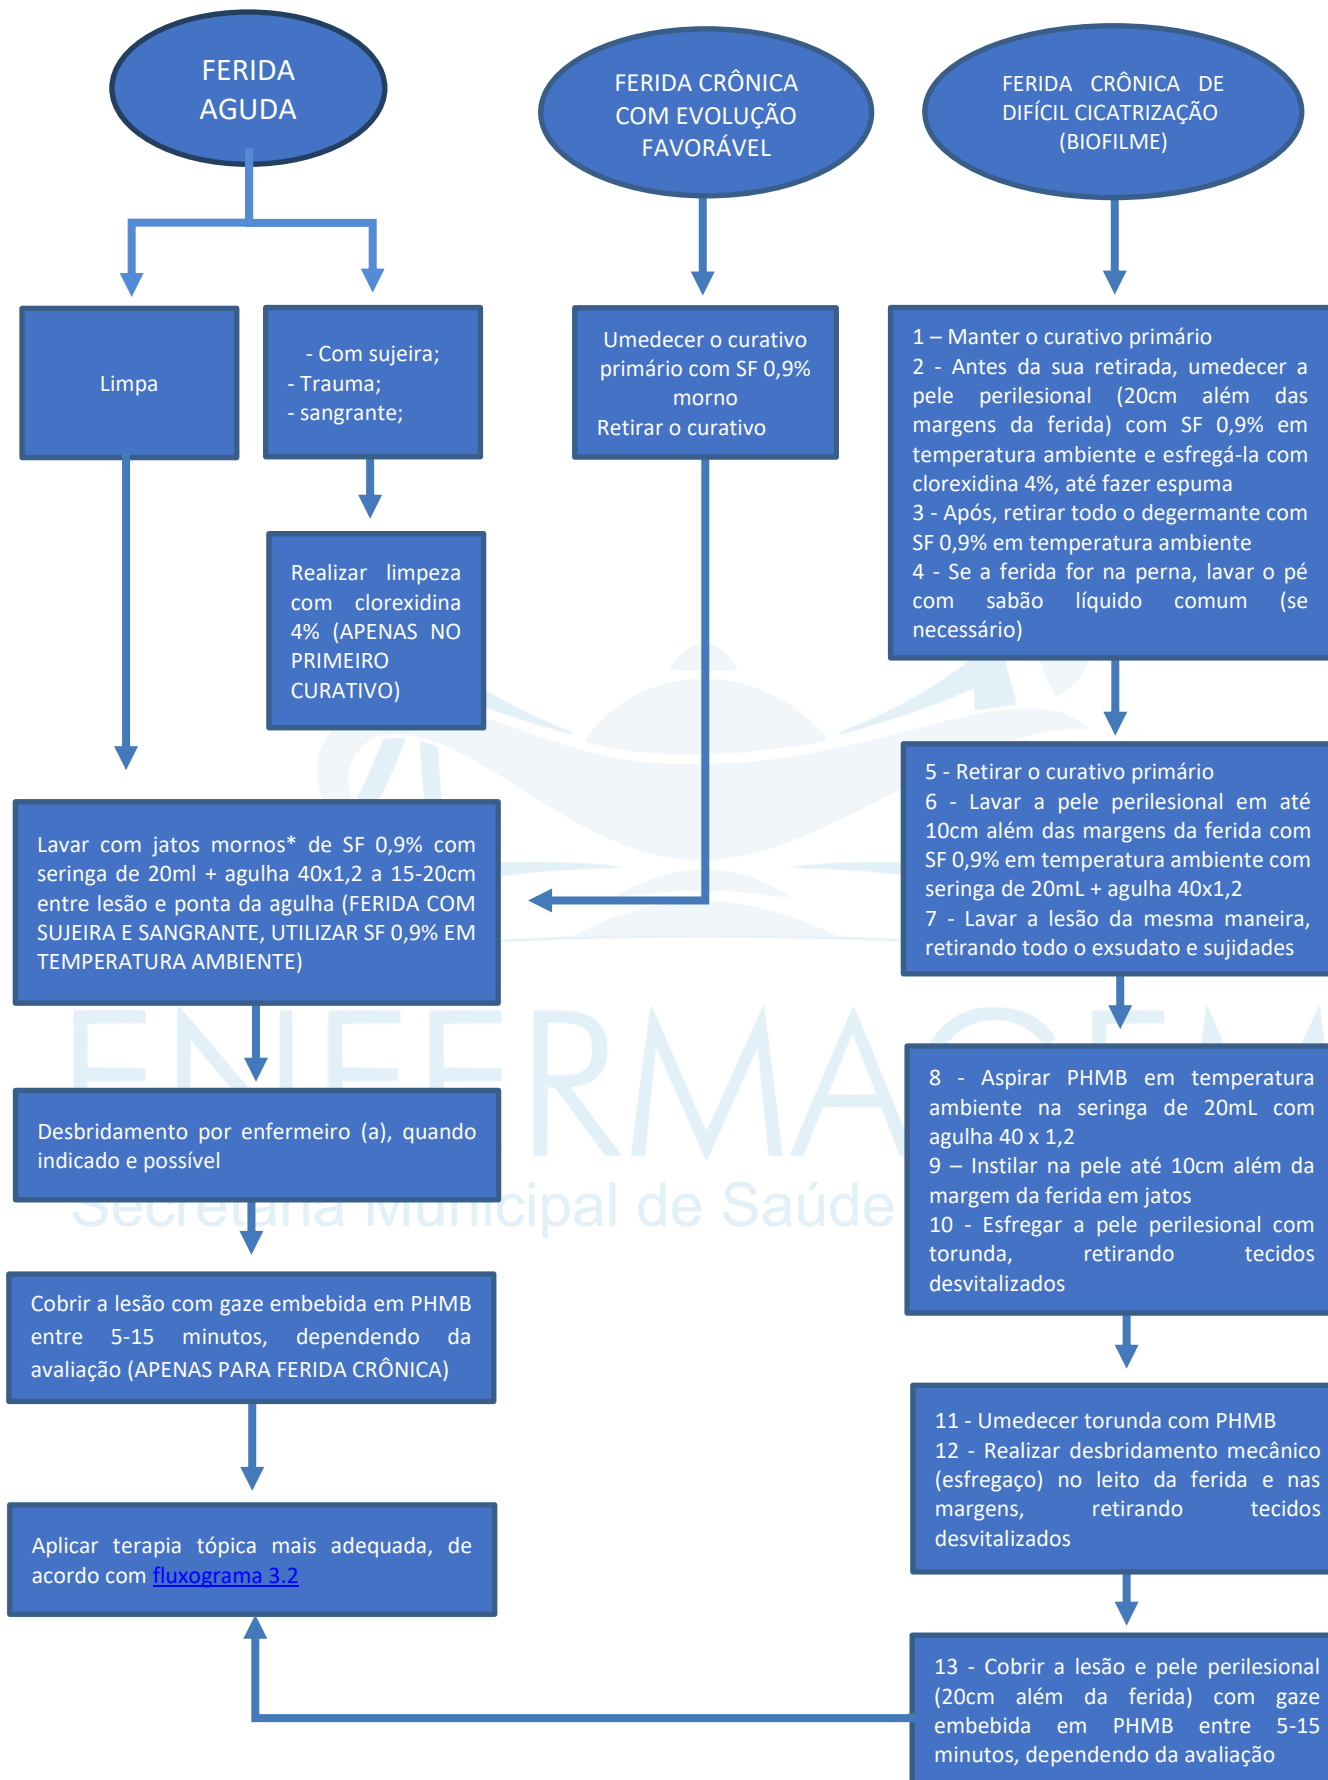 FERIDA
AGUDA
FERIDA CRÔNICA
COM EVOLUÇÃO
FAVORÁVEL
FERIDA CRÔNICA DE
DIFÍCIL CICATRIZAÇÃO
(BIOFILME)
Limpa
- Com sujeira;
- Trauma;
- sangrante;
Umedecer o curativo
primário com SF 0,9%
morno
Retirar o curativo
1 – Manter o curativo primário
2 - Antes da sua retirada, umedecer a
pele perilesional (20cm além das
margens da ferida) com SF 0,9% em
temperatura ambiente e esfregá-la com
clorexidina 4%, até fazer espuma
3 - Após, retirar todo o degermante com
SF 0,9% em temperatura ambiente
4 - Se a ferida for na perna, lavar o pé
com sabão líquido comum (se
necessário)
Realizar limpeza
com clorexidina
4% (APENAS NO
PRIMEIRO
CURATIVO)
5 - Retirar o curativo primário
6 - Lavar a pele perilesional em até
10cm além das margens da ferida com
SF 0,9% em temperatura ambiente com
seringa de 20mL + agulha 40x1,2
7 - Lavar a lesão da mesma maneira,
retirando todo o exsudato e sujidades
Lavar com jatos mornos* de SF 0,9% com
seringa de 20ml + agulha 40x1,2 a 15-20cm
entre lesão e ponta da agulha (FERIDA COM
SUJEIRA E SANGRANTE, UTILIZAR SF 0,9% EM
TEMPERATURA AMBIENTE)
ENFERMAGEM
Secretaria Municipal de Saúde
Desbridamento por enfermeiro (a), quando
indicado e possível
8 - Aspirar PHMB em temperatura
ambiente na seringa de 20mL com
agulha 40 x 1,2
9 – Instilar na pele até 10cm além da
margem da ferida em jatos
10 - Esfregar a pele perilesional com
torunda, retirando tecidos
desvitalizados
Cobrir a lesão com gaze embebida em PHMB
entre 5-15 minutos, dependendo da
avaliação (APENAS PARA FERIDA CRÔNICA)
11 - Umedecer torunda com PHMB
12 - Realizar desbridamento mecânico
(esfregaço) no leito da ferida e nas
margens, retirando tecidos
desvitalizados
Aplicar terapia tópica mais adequada, de
acordo com fluxograma 3.2
13 - Cobrir a lesão e pele perilesional
(20cm além da ferida) com gaze
embebida em PHMB entre 5-15
minutos, dependendo da avaliação